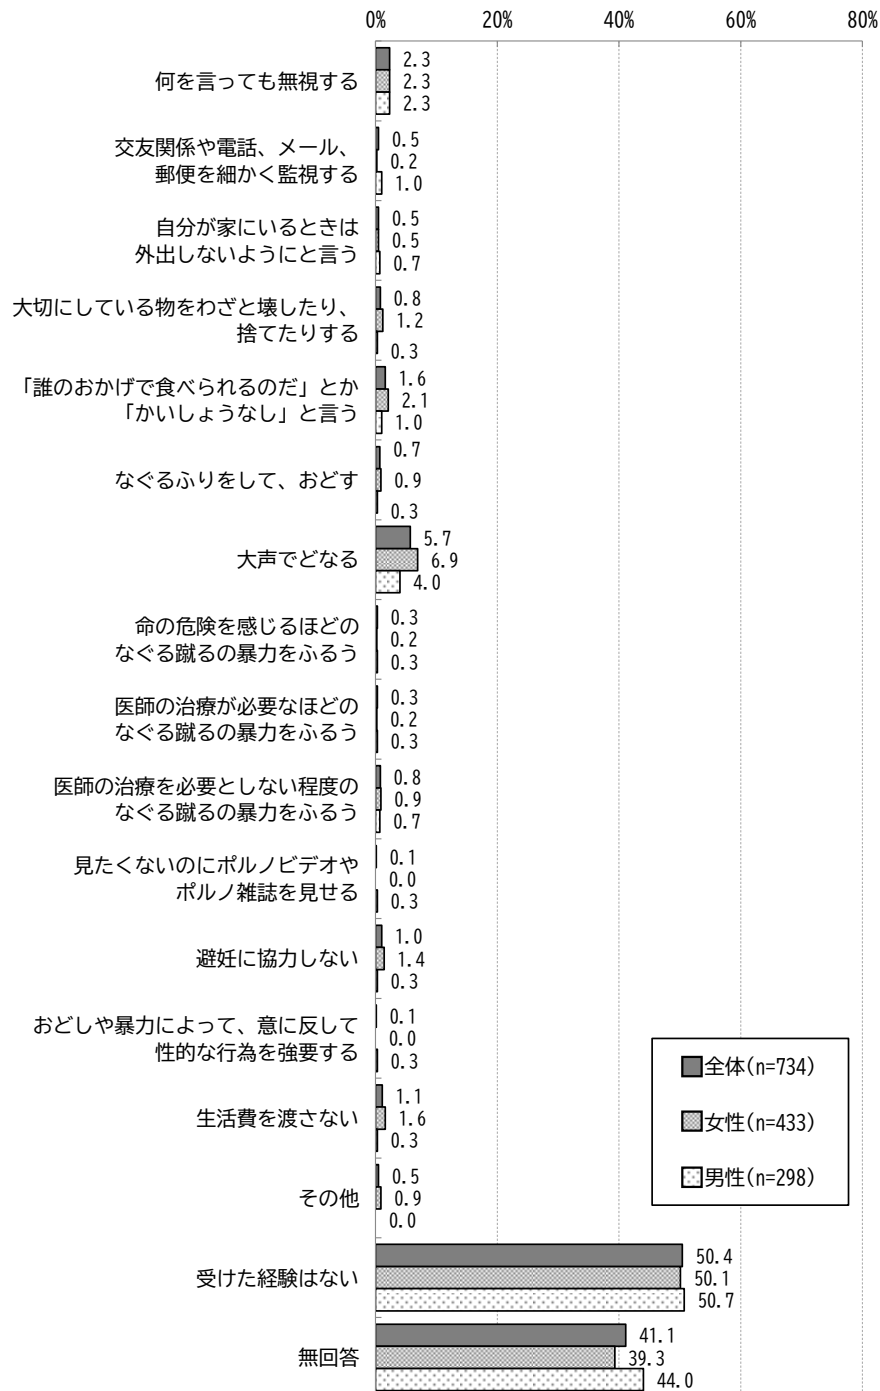 0% 20% 40% 60% 80%
何を言っても無視する
2.3
2.3
2.3
交友関係や電話、メール、
郵便を細かく監視する
0.5
0.2
1.0
自分が家にいるときは
外出しないようにと言う
0.5
0.5
0.7
大切にしている物をわざと壊したり、
捨てたりする
0.8
1.2
0.3
「誰のおかげで食べられるのだ」とか
「かいしょうなし」と言う
1.6
2.1
1.0
なぐるふりをして、おどす
0.7
0.9
0.3
大声でどなる
5.7
6.9
4.0
命の危険を感じるほどの
なぐる蹴るの暴力をふるう
0.3
0.2
0.3
医師の治療が必要なほどの
なぐる蹴るの暴力をふるう
0.3
0.2
0.3
医師の治療を必要としない程度の
なぐる蹴るの暴力をふるう
0.8
0.9
0.7
見たくないのにポルノビデオや
ポルノ雑誌を見せる
0.1
0.0
0.3
避妊に協力しない
1.0
1.4
0.3
おどしや暴力によって、意に反して
性的な行為を強要する
0.1
0.0
0.3
生活費を渡さない
1.1
1.6
0.3
その他
0.5
0.9
0.0
受けた経験はない
50.4
50.1
50.7
無回答
41.1
39.3
44.0
全体(n=734)
女性(n=433)
男性(n=298)